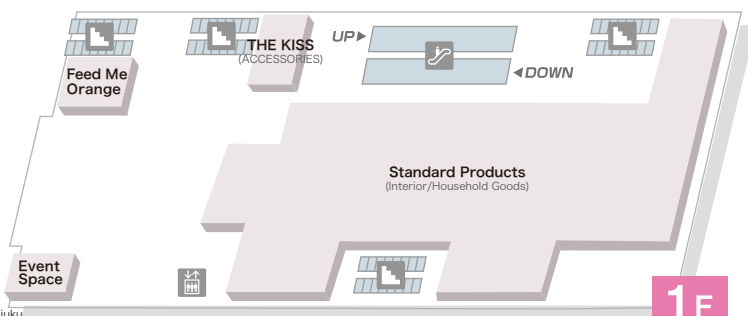 THE KISS
(ACCESSORIES)
UP
DOWN
Feed Me
Orange
Standard Products
(Interior/Household Goods)
Event
Space
1F